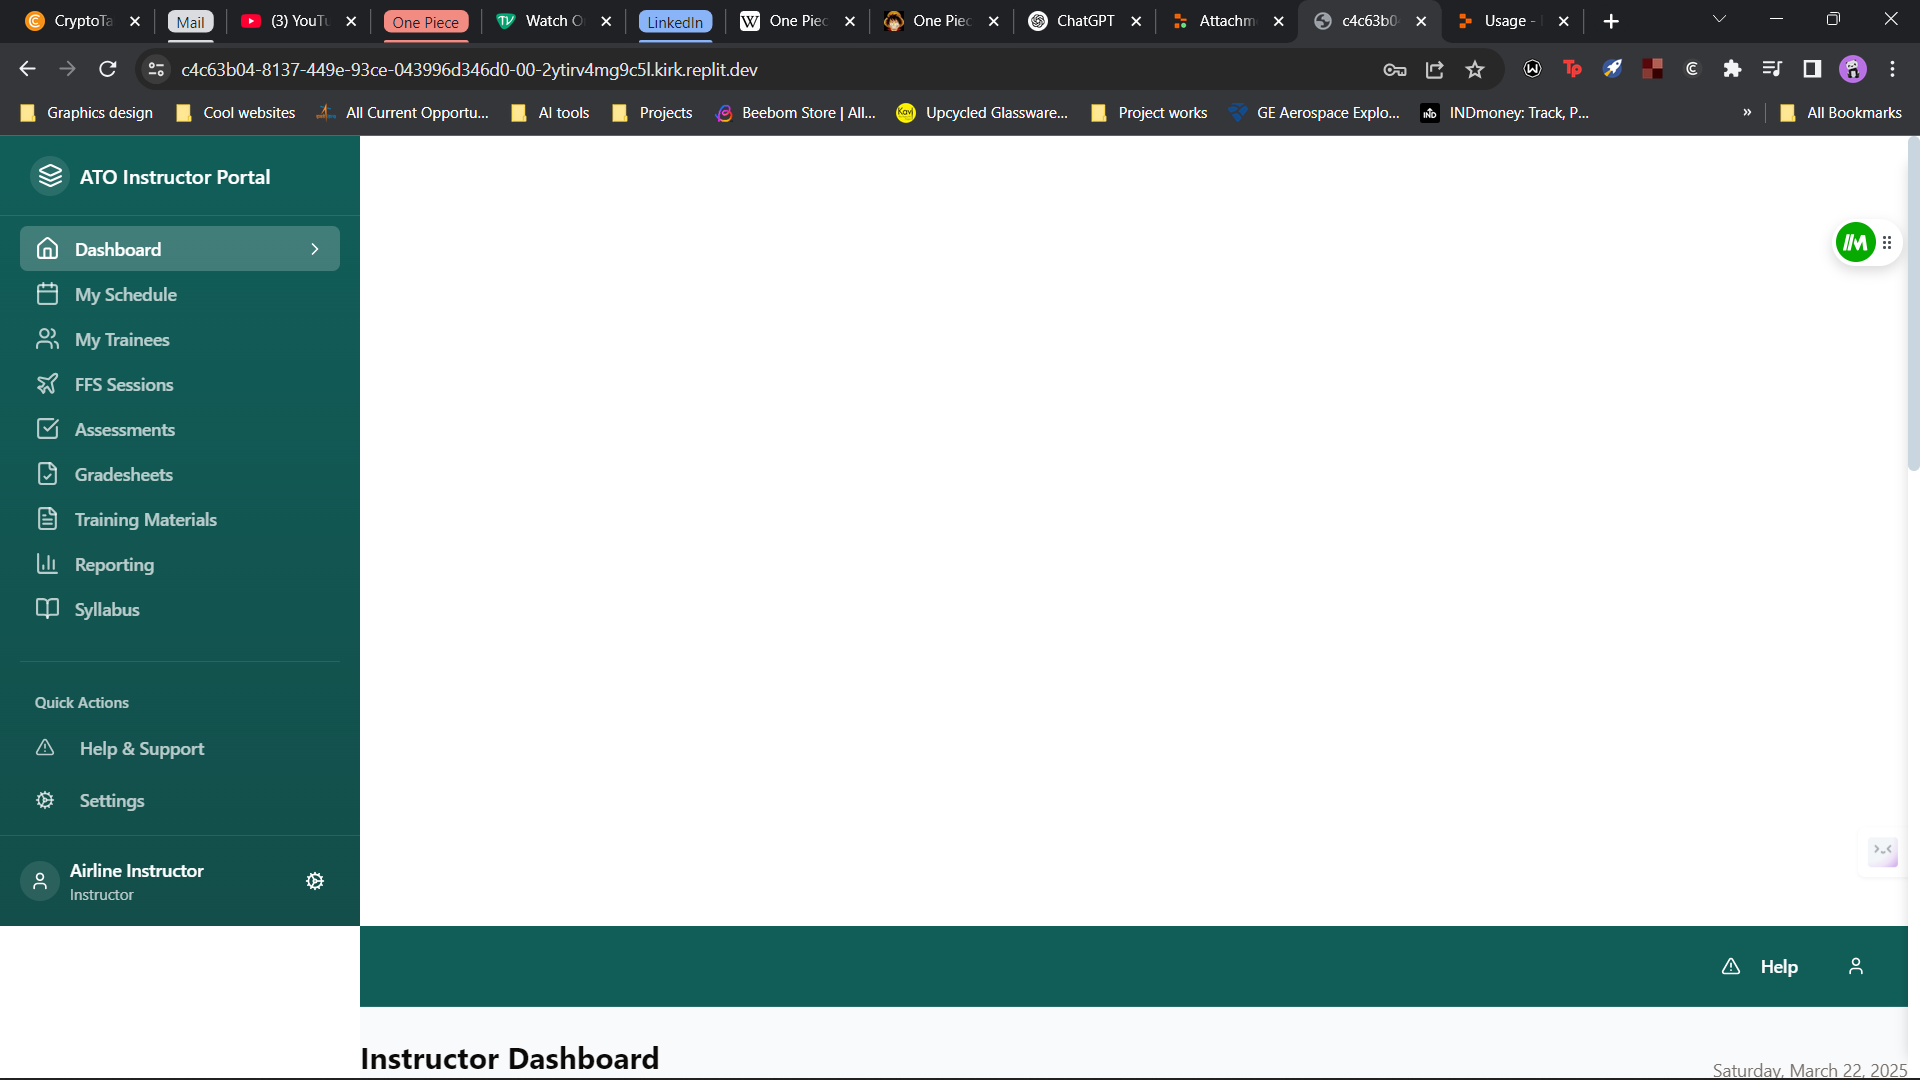 CryptoTa
Mail
(3) YouTu
One Piece
Watch O
LinkedIn
One Piec
One Piec
ChatGPT
Attachm
c4c63b0
Usage -
c4c63b04-8137-449e-93ce-043996d346d0-00-2ytirv4mg9c5l.kirk.replit.dev
Graphics design
Cool websites
All Current Opportu...
AI tools
Projects
Beebom Store | All...
Upcycled Glassware...
Project works
GE Aerospace Explo...
INDmoney: Track, P...
»
All Bookmarks
ATO Instructor Portal
Dashboard
My Schedule
My Trainees
FFS Sessions
Assessments
Gradesheets
Training Materials
Reporting
Syllabus
Quick Actions
Help & Support
Settings
Airline Instructor
Instructor
Help
Instructor Dashboard
Saturday, March 22, 2025